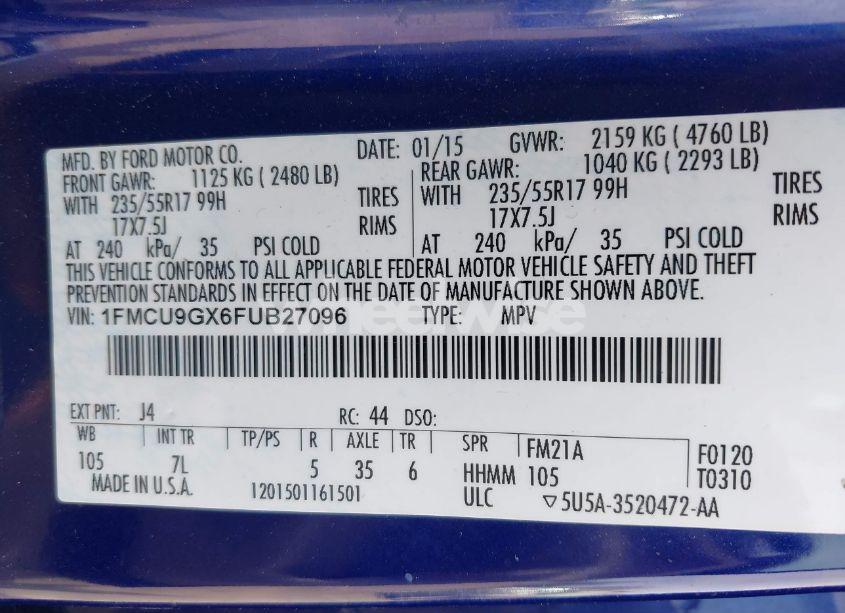 MFD. BY FORD MOTOR CO. DATE: 01/15 GVWR: 2159 KG ( 4760 LB)
FRONT GAWR: 1125 KG ( 2480 LB) REAR GAWR: 1040 KG ( 2293 LB)
WITH 235/55R17 99H TIRES WITH 235/55R17 99H TIRES
17X7.5J RIMS 17X7.5J RIMS
AT 240 kPa/ 35 PSI COLD AT 240 kPa/ 35 PSI COLD
THIS VEHICLE CONFORMS TO ALL APPLICABLE FEDERAL MOTOR VEHICLE SAFETY AND THEFT
PREVENTION STANDARDS IN EFFECT ON THE DATE OF MANUFACTURE SHOWN ABOVE.
VIN: 1FMCU9GX6FUB27096 TYPE: MPV
EXT PNT: J4 RC: 44 DSO:
WB INT TR TP/PS R AXLE TR SPR FM21A F0120
105 7L 5 35 6 HHMM 105 T0310
MADE IN U.S.A. 1201501161501 ULC ▽5U5A-3520472-AA